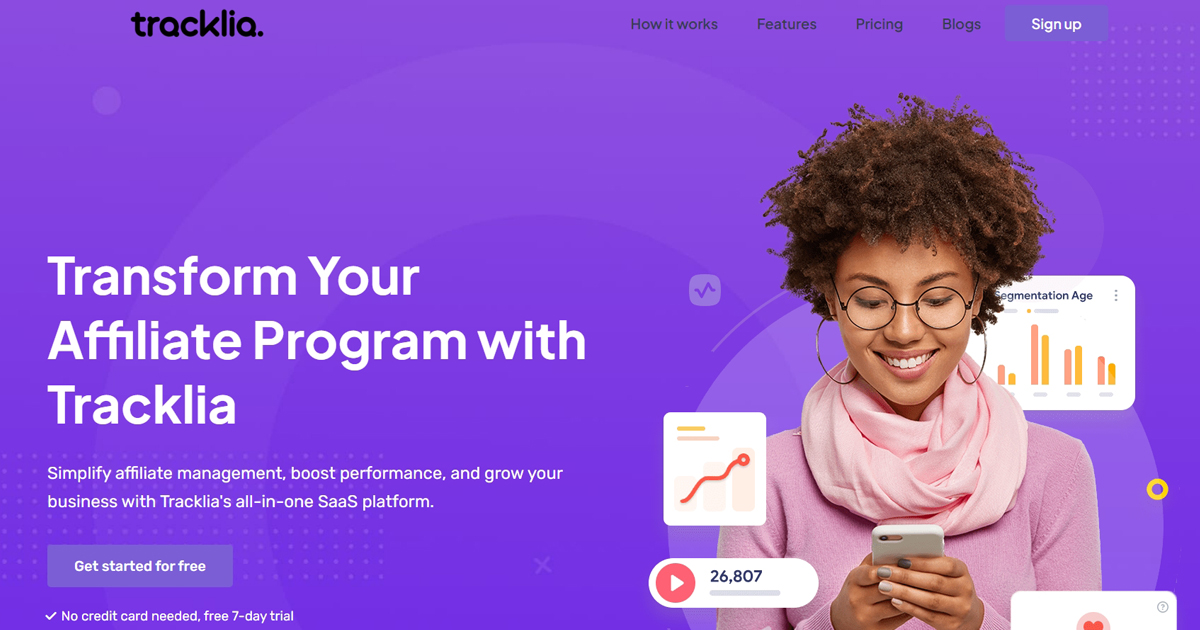 tracklia.
How it works
Features
Pricing
Blogs
Sign up
Transform Your
Affiliate Program with
Tracklia
Simplify affiliate management, boost performance, and grow your
business with Tracklia's all-in-one SaaS platform.
Get started for free
No credit card needed, free 7-day trial
egmentation Age
26,807
?